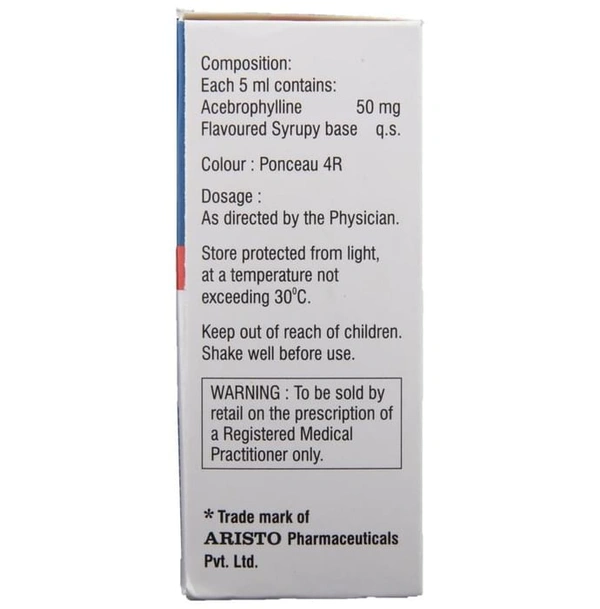 Composition:
Each 5 ml contains:
Acebrophylline 50 mg
Flavoured Syrupy base q.s.
Colour : Ponceau 4R
Dosage :
As directed by the Physician.
Store protected from light,
at a temperature not
exceeding 30⁰C.
Keep out of reach of children.
Shake well before use.
WARNING : To be sold by
retail on the prescription of
a Registered Medical
Practitioner only.
* Trade mark of
ARISTO Pharmaceuticals
Pvt. Ltd.